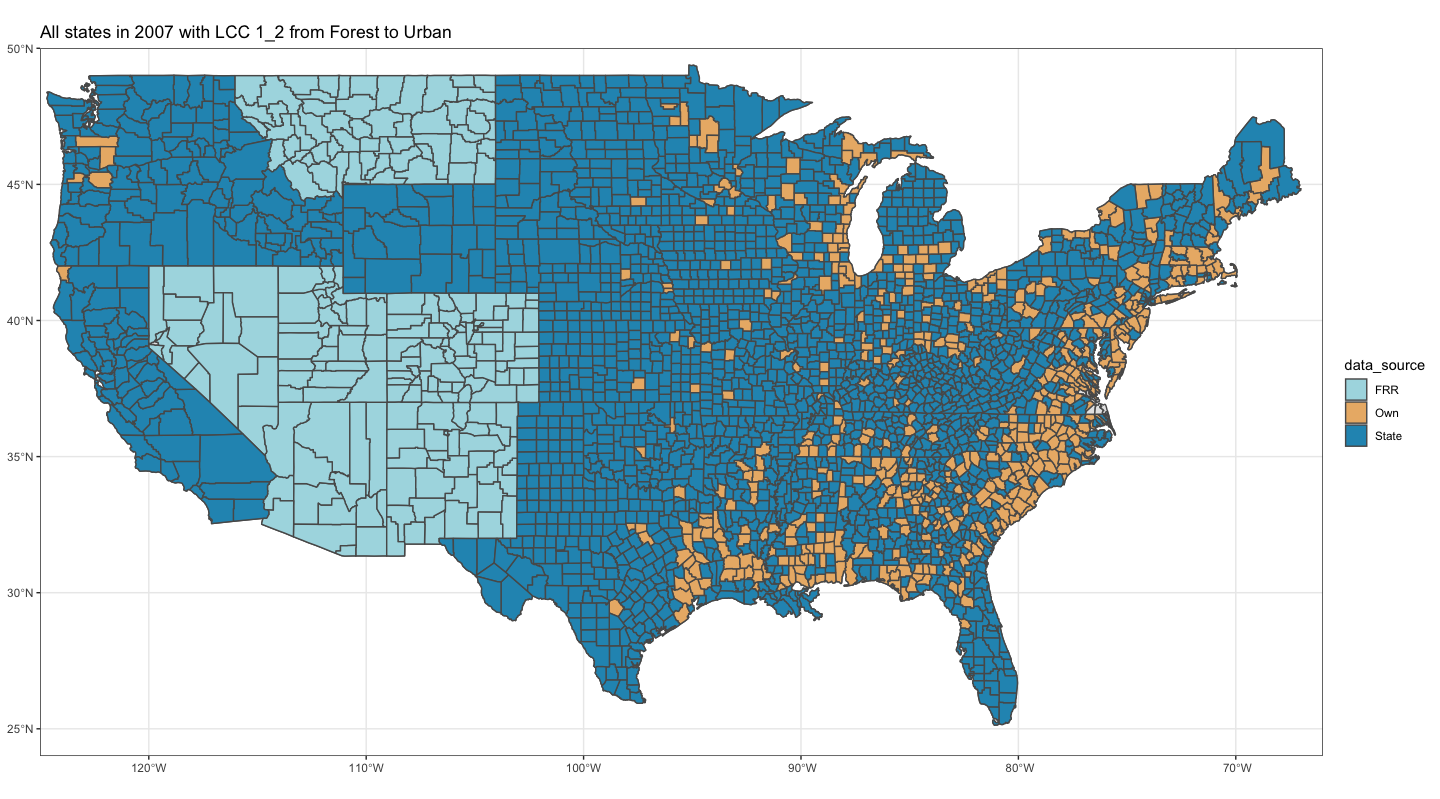 All states in 2007 with LCC 1_2 from Forest to Urban
50°N
45°N
40°N
35°N
30°N
25°N
120°W
110°W
100°W
90°W
80°W
70°W
data_source
FRR
Own
State